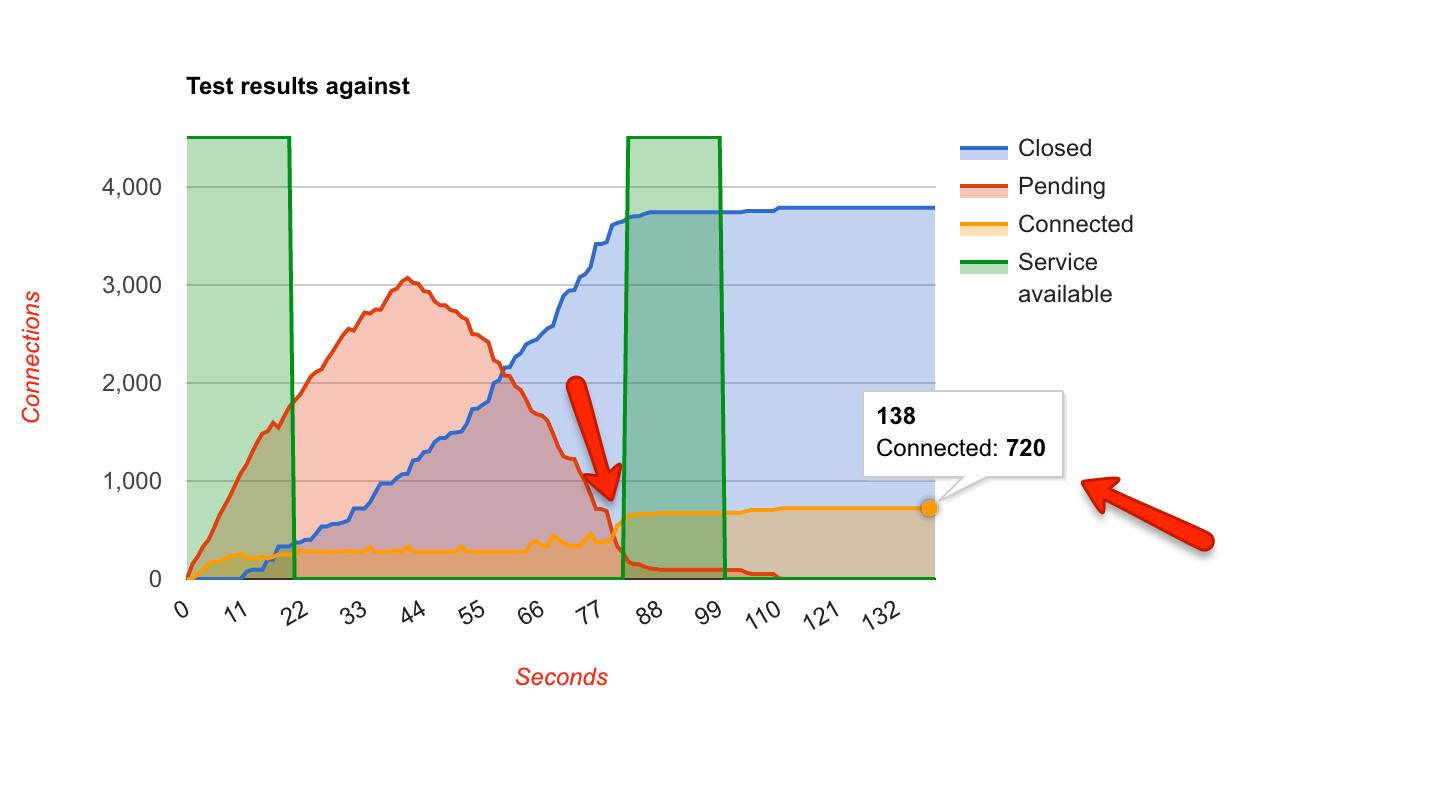 Test results against
Closed
Pending
Connected
Service
available
4,000
3,000
2,000
1,000
0
Connections
138
Connected: 720
0
11
22
33
44
55
66
77
88
99
110
121
132
Seconds